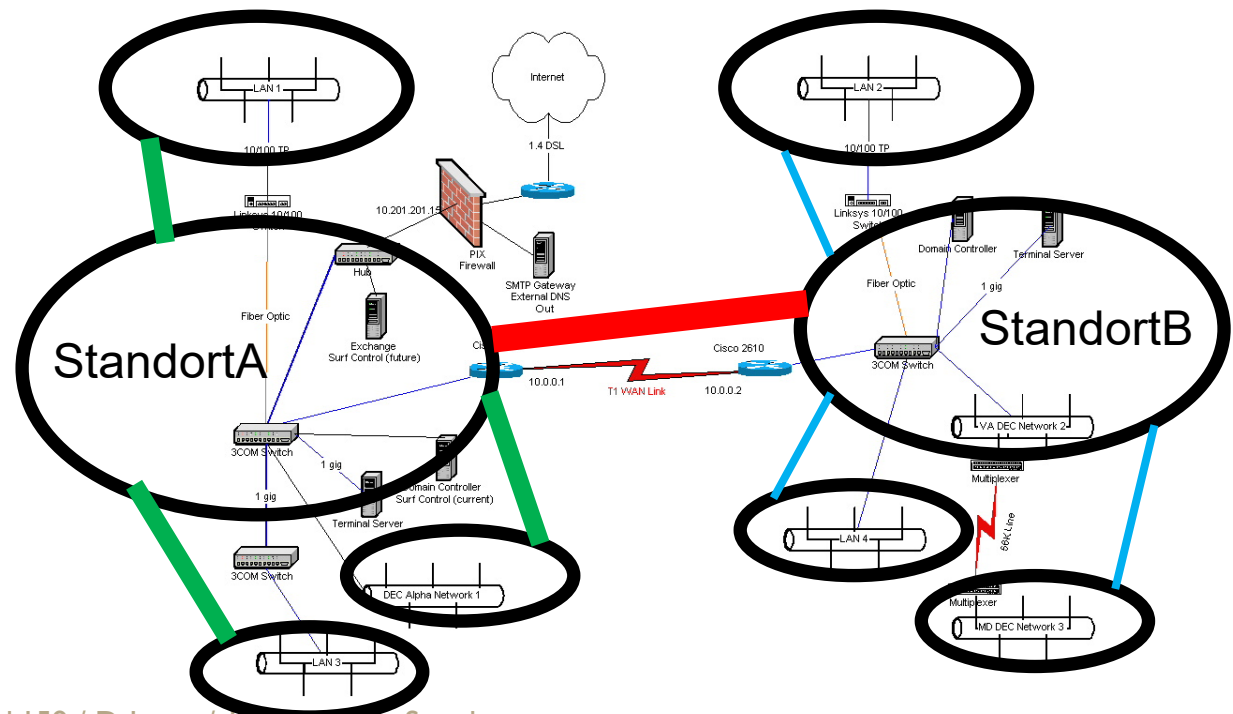 LAN 1
10/100 TP
Linksys 10/100
Internet
1.4 DSL
10.201.201.15
PIX
Firewall
SMTP Gateway
External DNS
Out
Hub
Exchange
Surf Control (future)
Fiber Optic
StandortA
10.0.0.1
T1 WAN Link
10.0.0.2
Cisco 2610
3COM Switch
1 gig
1 gig
Terminal Server
Domain Controller
Surf Control (current)
3COM Switch
DEC Alpha Network 1
LAN 3
LAN 2
10/100 TP
Linksys 10/100
Switch
Domain Controller
Terminal Server
Fiber Optic
1 gig
StandortB
3COM Switch
VA DEC Network 2
Multiplexer
56K Line
LAN 4
Multiplexer
MD DEC Network 3